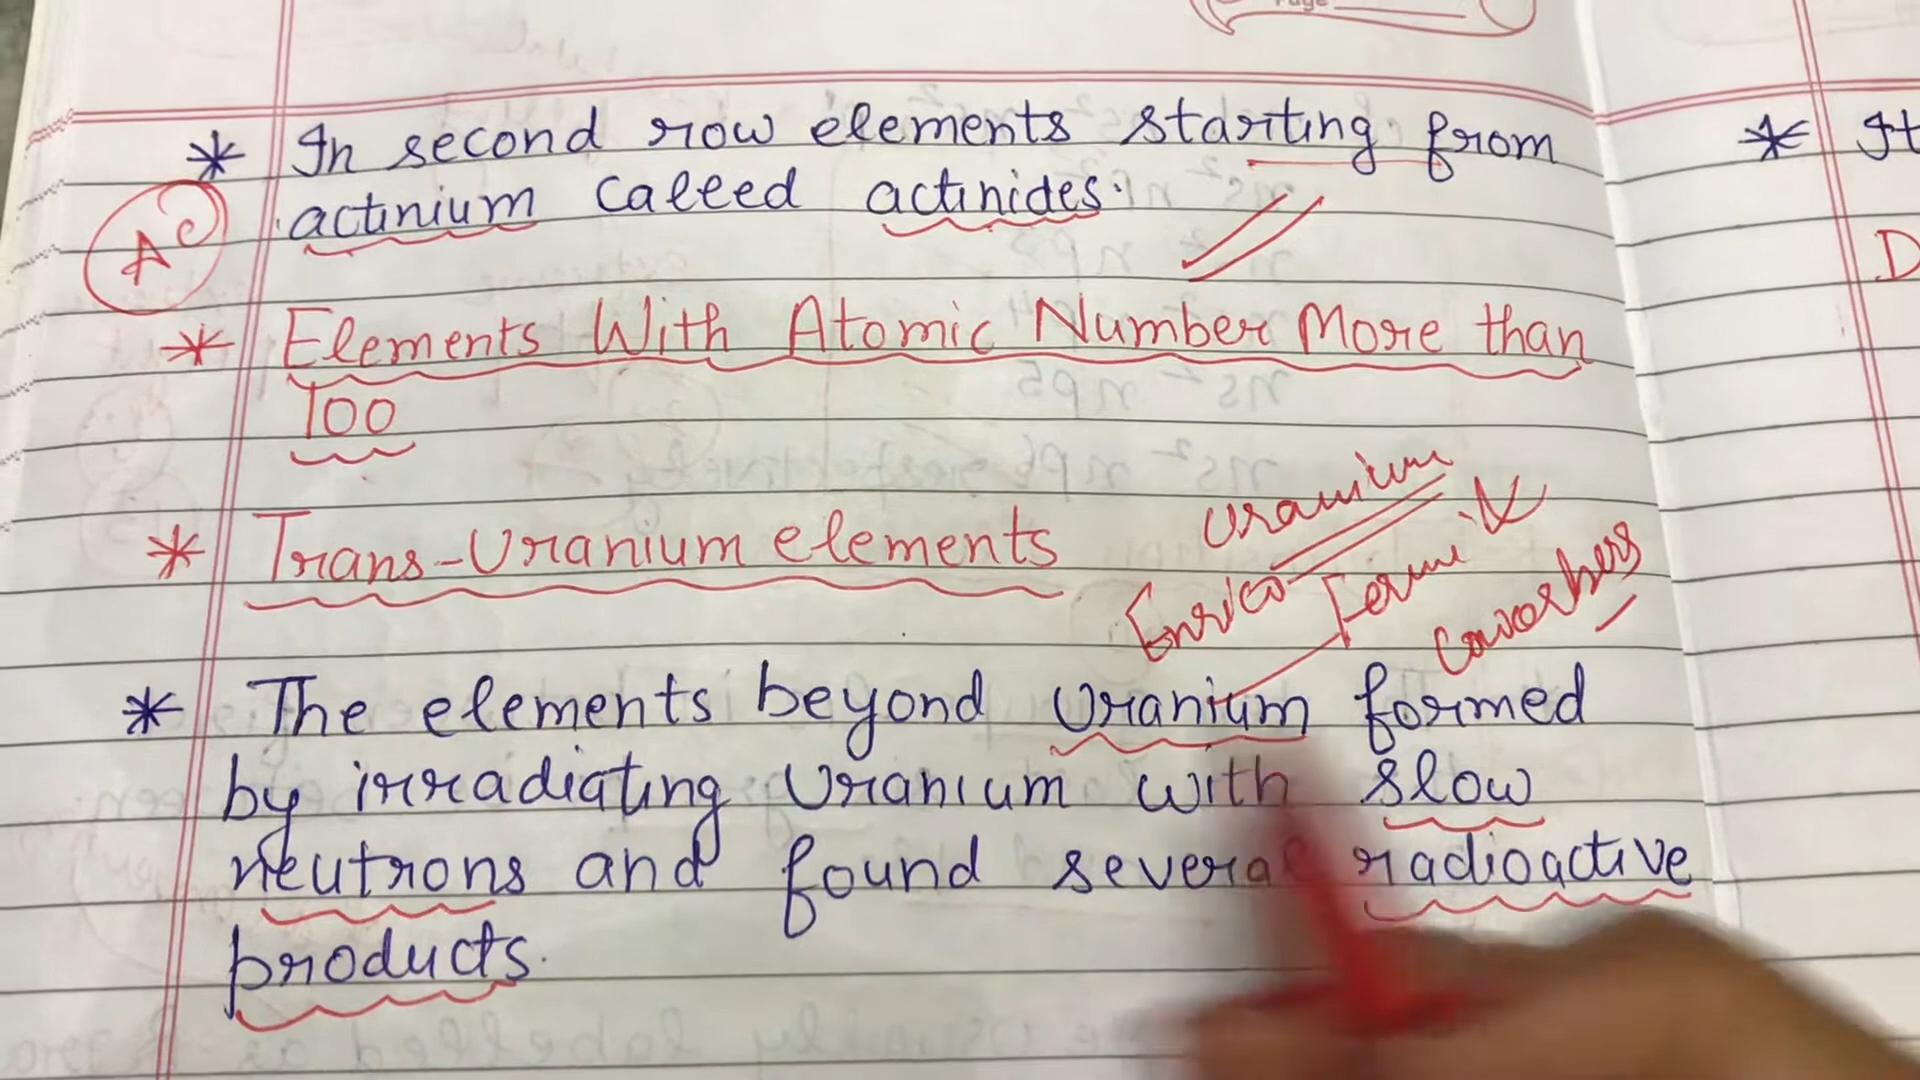 * In second row elements starting from
actinium called actinides.
Ac
* Elements With Atomic Number More than
100
* Trans-Uranium elements
Uranium
Enrico Fermi &
* The elements beyond Uranium formed
by irradiating Uranium with slow
neutrons and found several radioactive
products.
* It
D